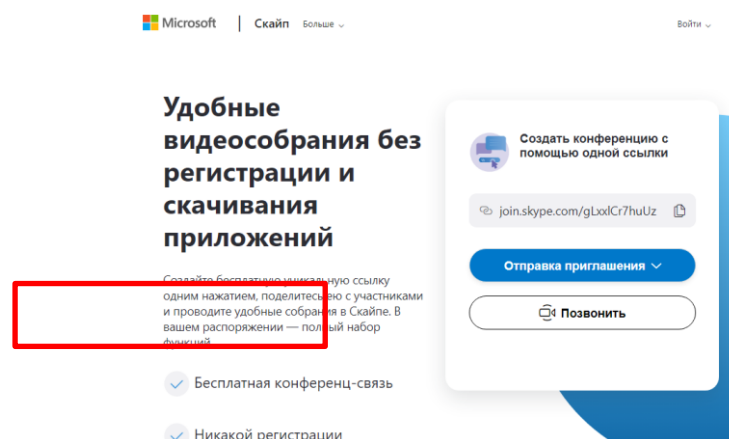 Microsoft | Скайп Больше Войти
Удобные
видеособрания без
регистрации и
скачивания
приложений
Создайте бесплатную уникальную ссылку
одним нажатием, поделитесь ею с участниками
и проводите удобные собрания в Скайпе. В
вашем распоряжении — полный набор
функций.
Бесплатная конференц-связь
Никакой регистрации
Создать конференцию с
помощью одной ссылки
join.skype.com/gLxxlCr7huUz
Отправка приглашения
Позвонить